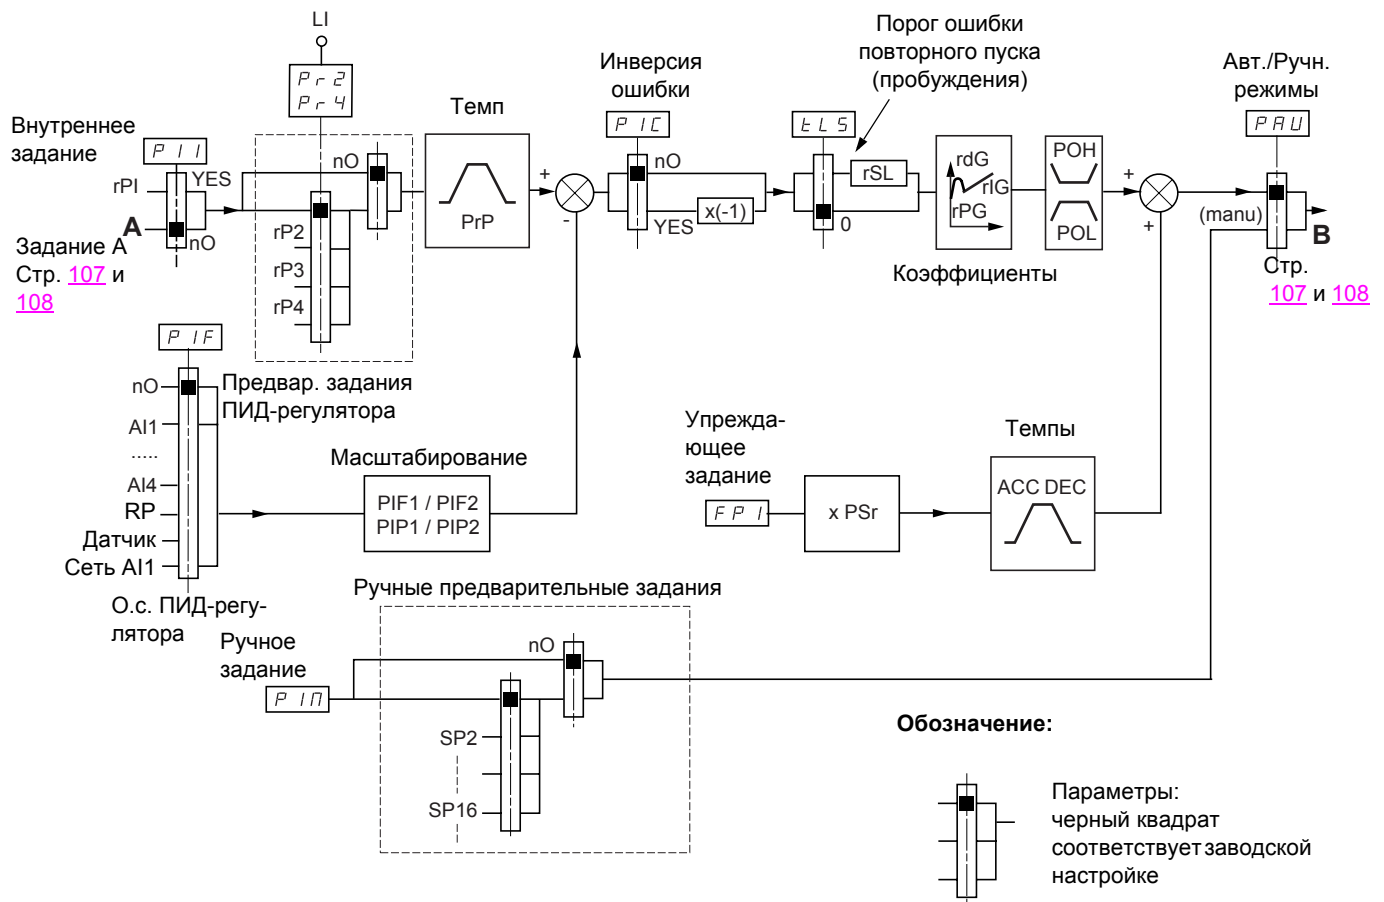 LI
Pr2
Pr4
Внутреннее
задание
PII
rPI
YES
A
nO
Задание А
Стр. 107 и
108
nO
rP2
rP3
rP4
Темп
PrP
+
-
Предвар. задания
ПИД-регулятора
Инверсия
ошибки
PIC
nO
YES
x(-1)
Порог ошибки
повторного пуска
(пробуждения)
tLS
rSL
0
rdG
rIG
rPG
Коэффициенты
POH
POL
+
+
Авт./Ручн.
режимы
PAU
(manu)
B
Стр.
107 и 108
PIF
nO
AI1
.....
AI4
RP
Датчик
Сеть AI1
О.с. ПИД-регу-
лятора
Масштабирование
PIF1 / PIF2
PIP1 / PIP2
Упрежда-
ющее
задание
FPI
x PSr
Темпы
ACC DEC
Ручные предварительные задания
Ручное
задание
PIM
nO
SP2
SP16
Обозначение:
Параметры:
черный квадрат
соответствует заводской
настройке